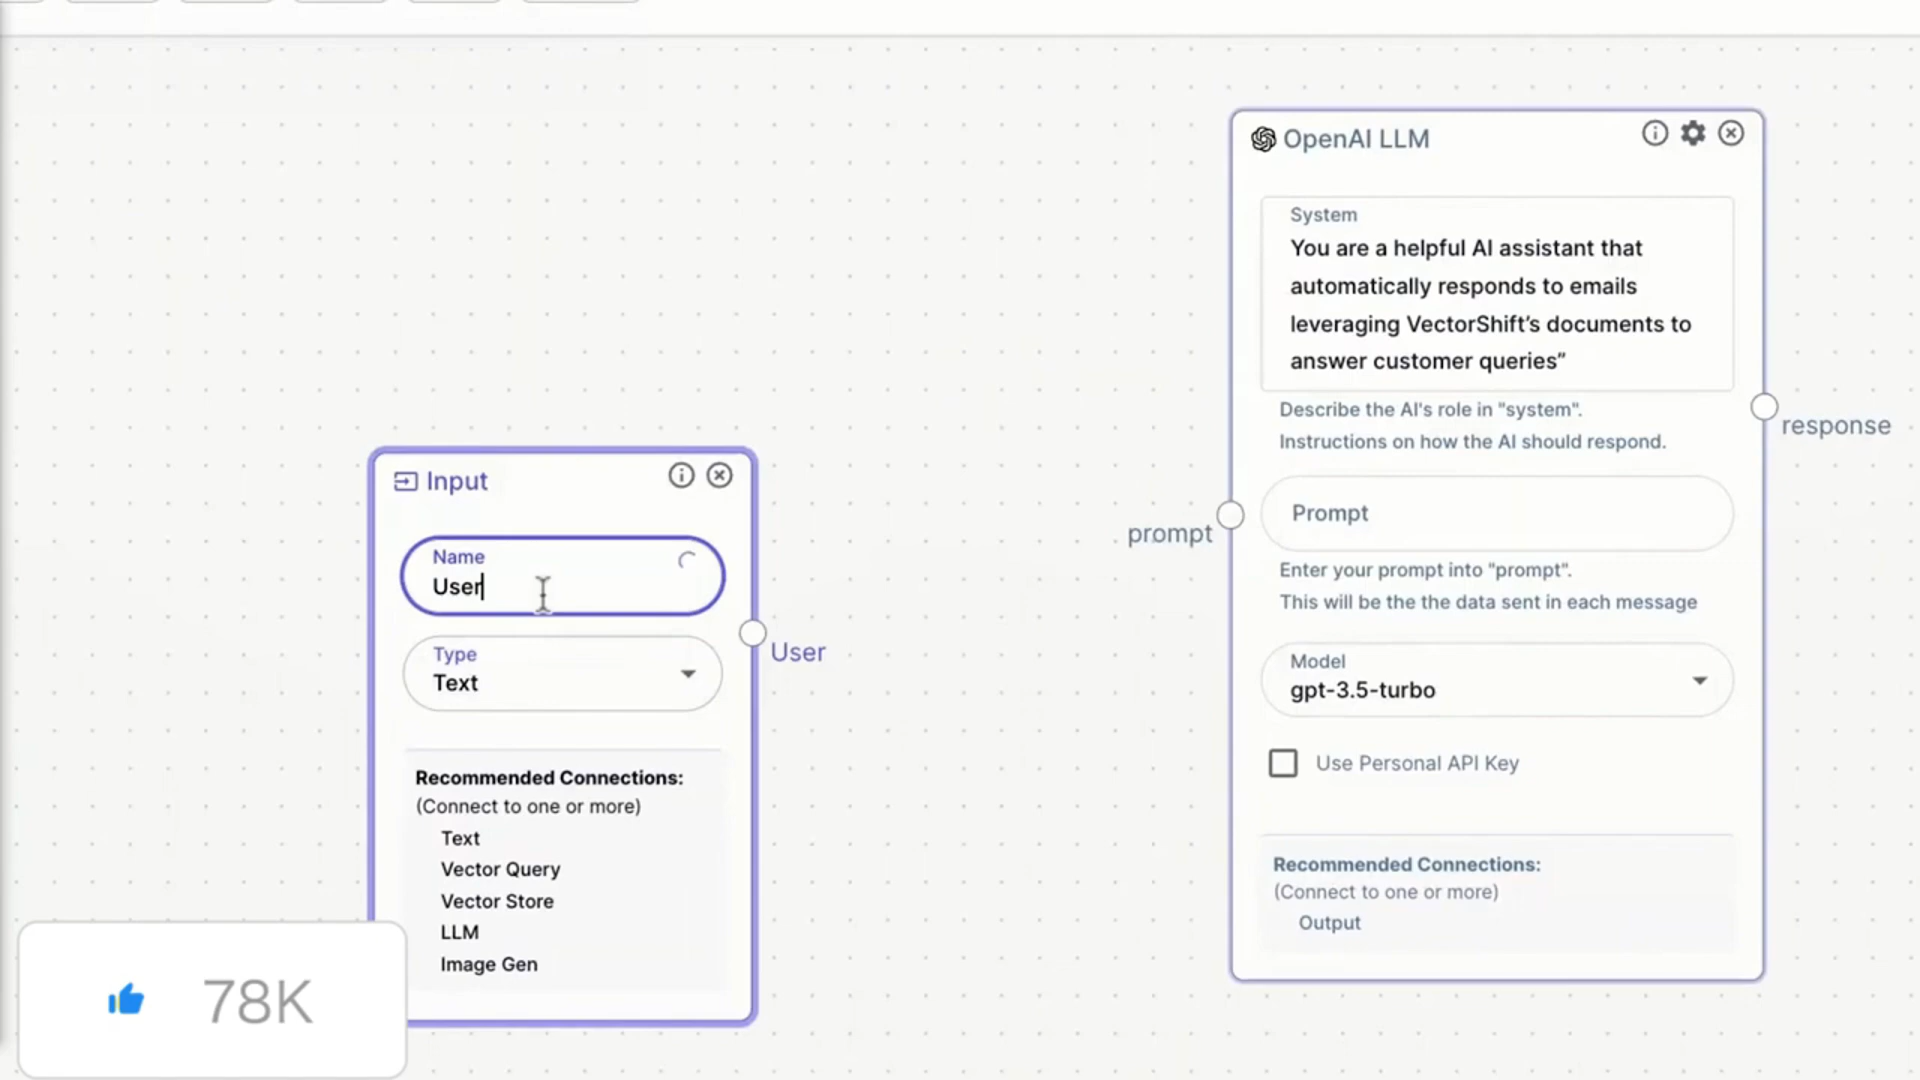 OpenAI LLM
System
You are a helpful AI assistant that
automatically responds to emails
leveraging VectorShift’s documents to
answer customer queries”
Describe the AI's role in "system".
Instructions on how the AI should respond.
response
Input
prompt
Prompt
Name
User
Enter your prompt into "prompt".
This will be the the data sent in each message
User
Type
Text
Model
gpt-3.5-turbo
Use Personal API Key
Recommended Connections:
(Connect to one or more)
Text
Vector Query
Vector Store
LLM
Image Gen
Recommended Connections:
(Connect to one or more)
Output
78K